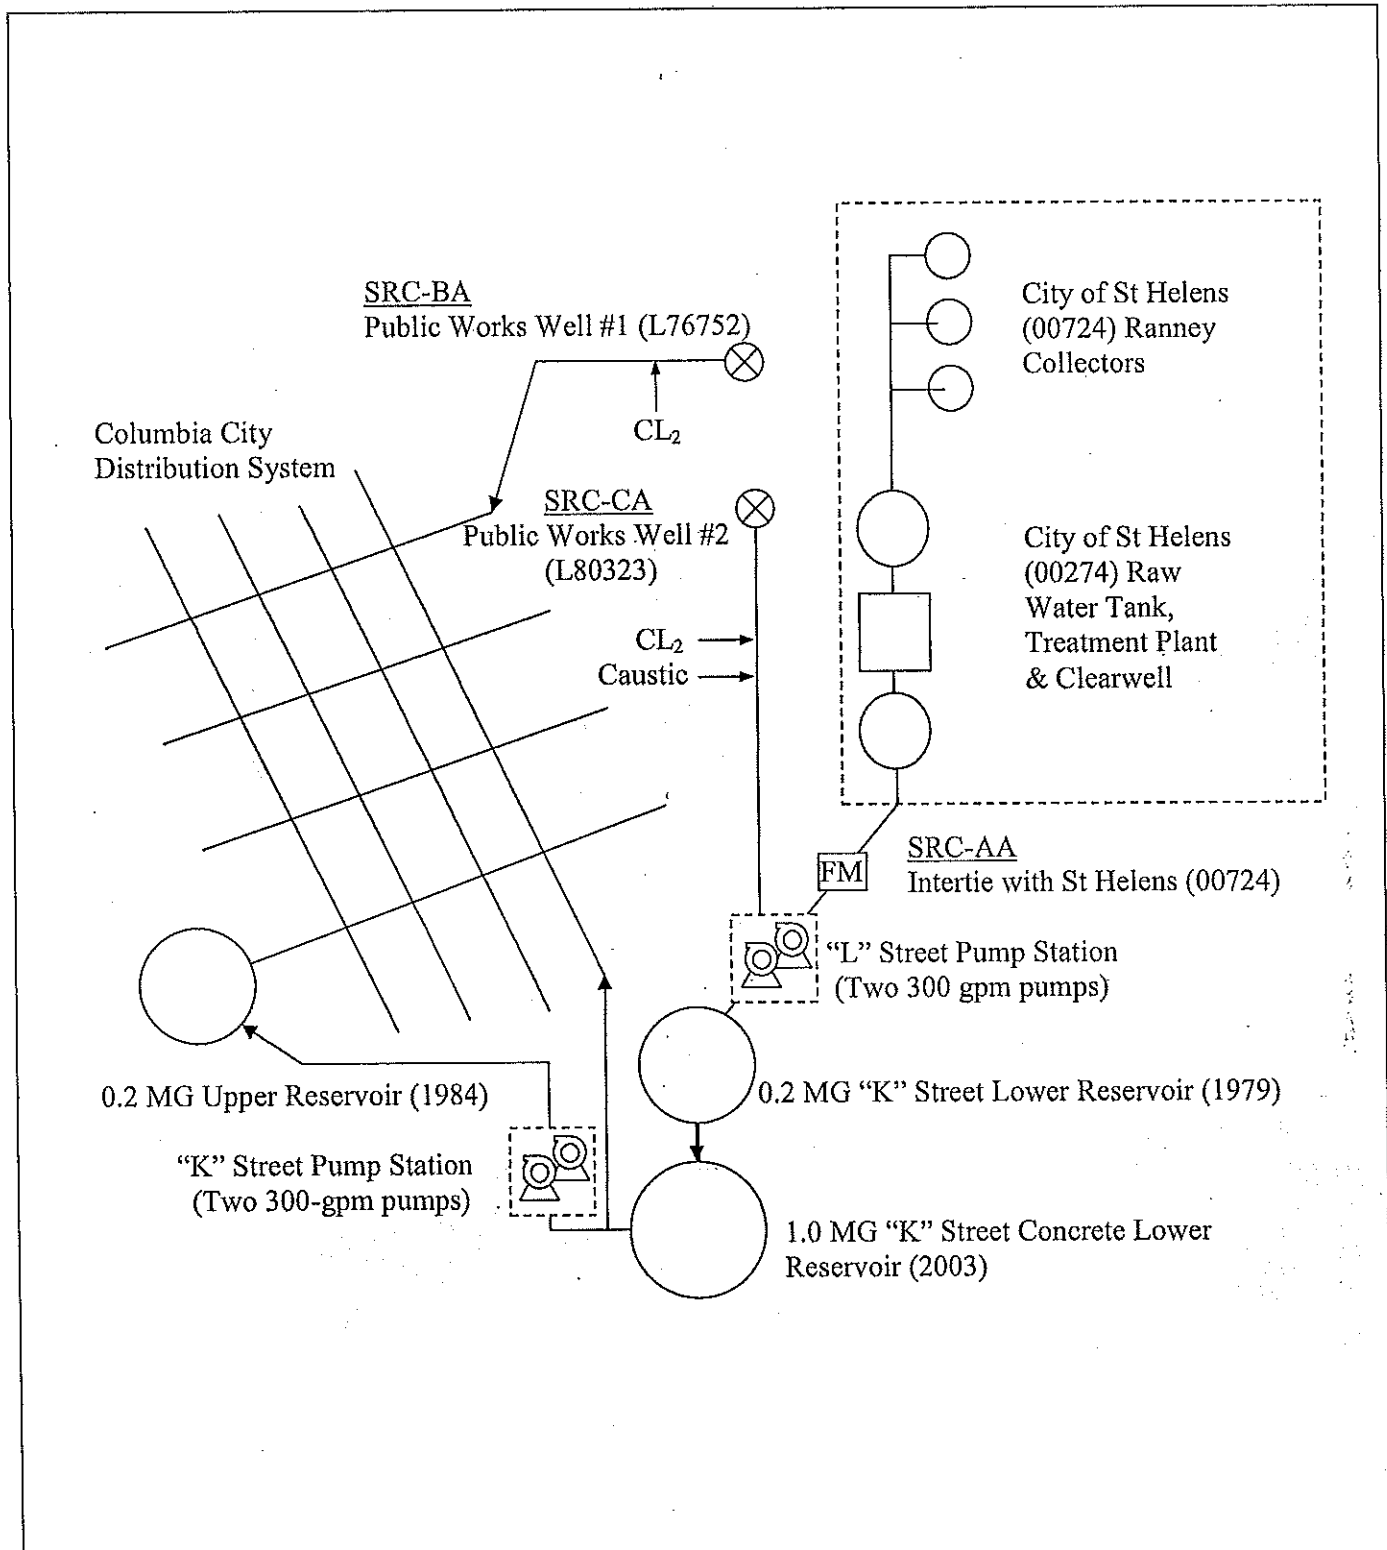 SRC-BA
Public Works Well #1 (L76752)
CL₂
City of St Helens
(00724) Ranney
Collectors
Columbia City
Distribution System
SRC-CA
Public Works Well #2
(L80323)
CL₂
Caustic
City of St Helens
(00274) Raw
Water Tank,
Treatment Plant
& Clearwell
FM
SRC-AA
Intertie with St Helens (00724)
“L” Street Pump Station
(Two 300 gpm pumps)
0.2 MG Upper Reservoir (1984)
0.2 MG “K” Street Lower Reservoir (1979)
“K” Street Pump Station
(Two 300-gpm pumps)
1.0 MG “K” Street Concrete Lower
Reservoir (2003)